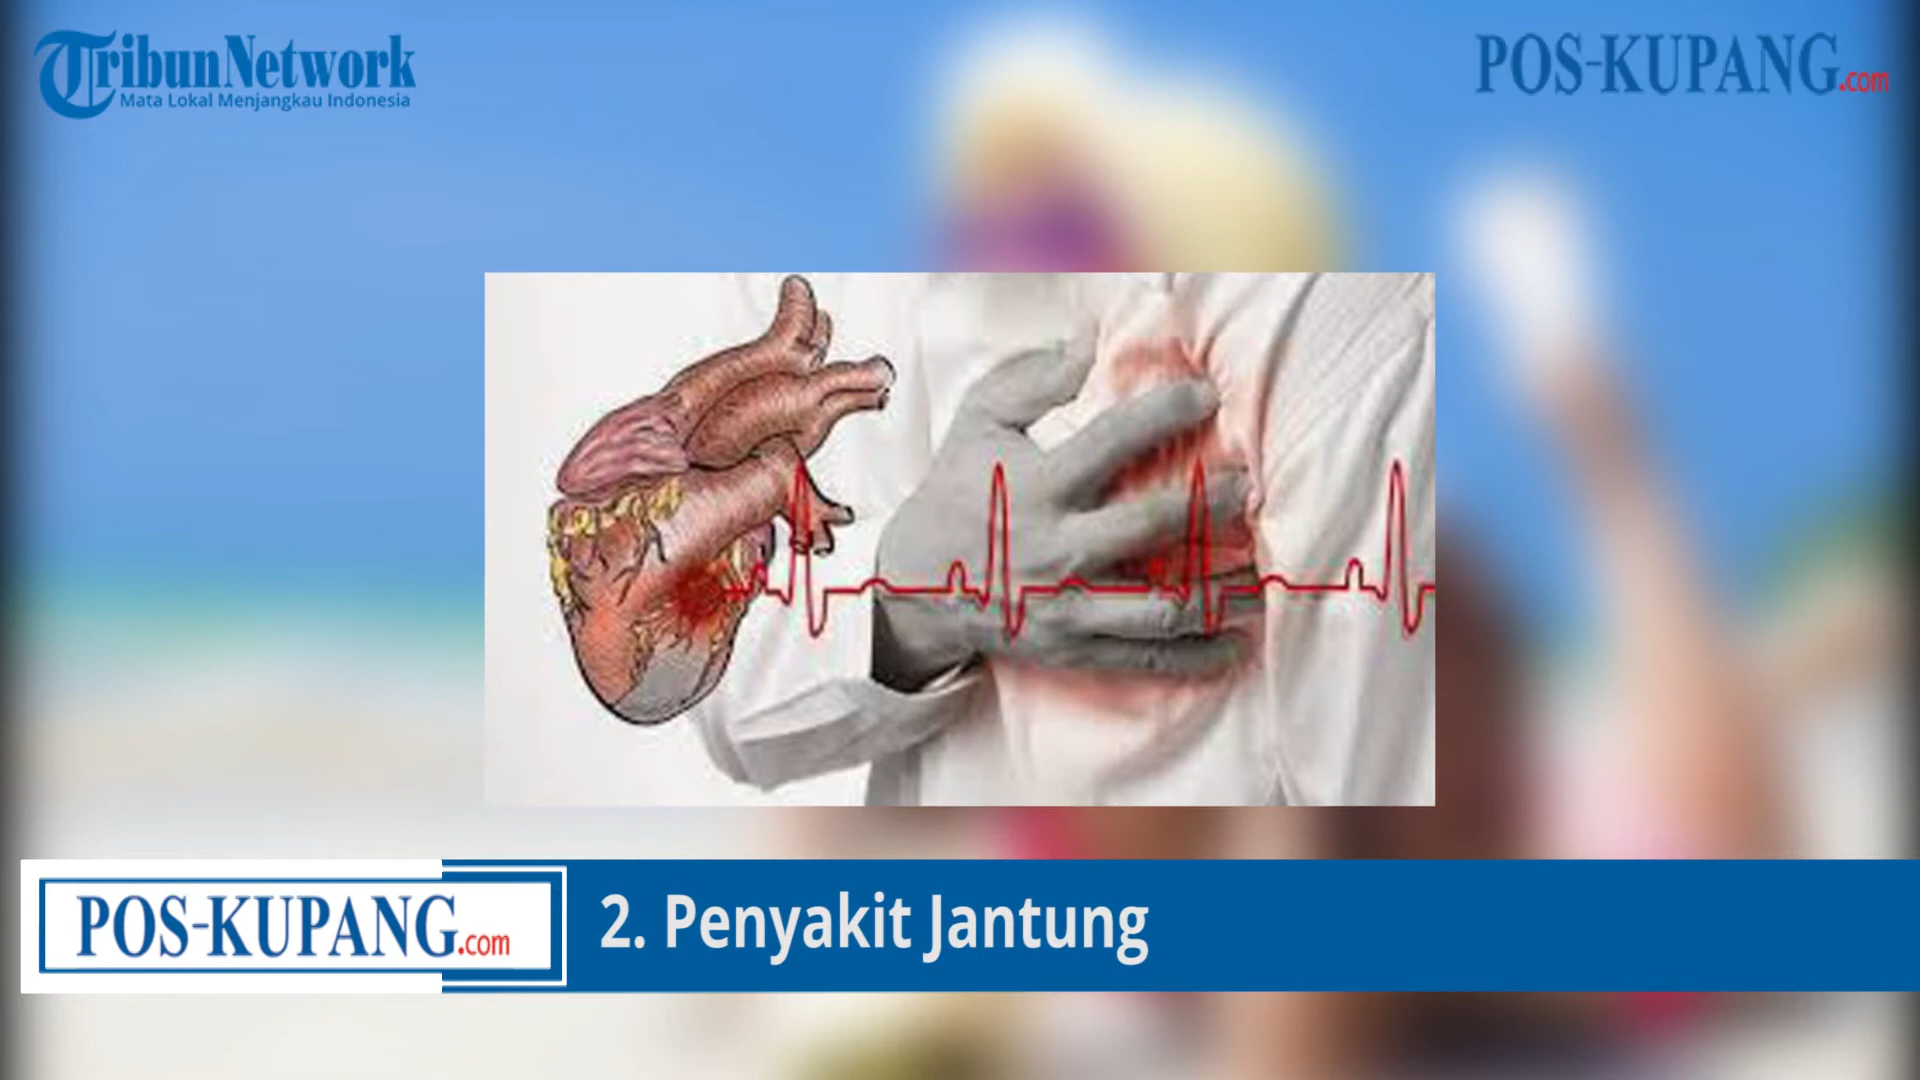 TribunNetwork
Mata Lokal Menjangkau Indonesia
POS-KUPANG.com
POS-KUPANG.com
2. Penyakit Jantung